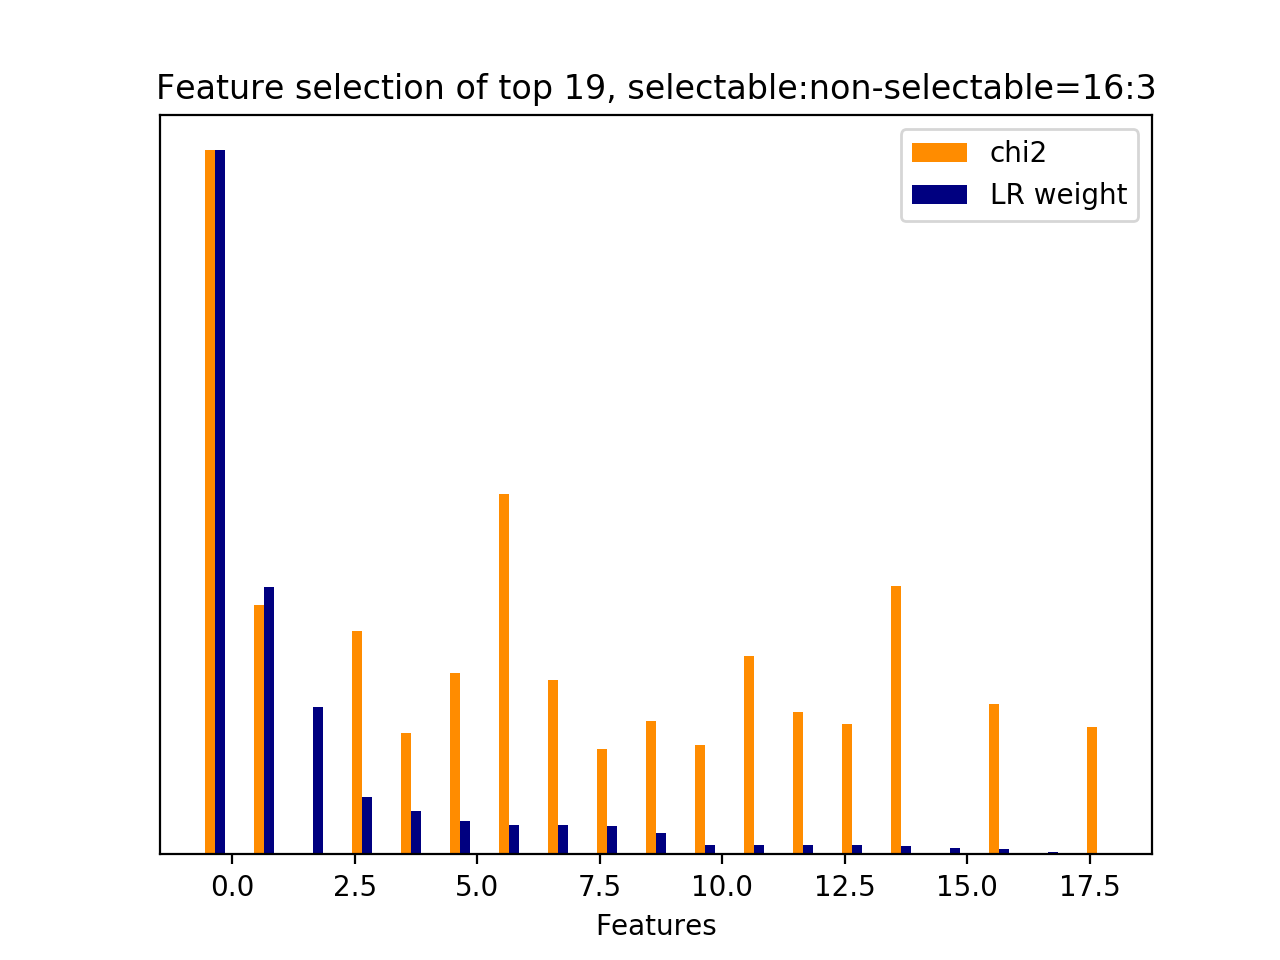 Feature selection of top 19, selectable:non-selectable=16:3
chi2
LR weight
0.0 2.5 5.0 7.5 10.0 12.5 15.0 17.5
Features